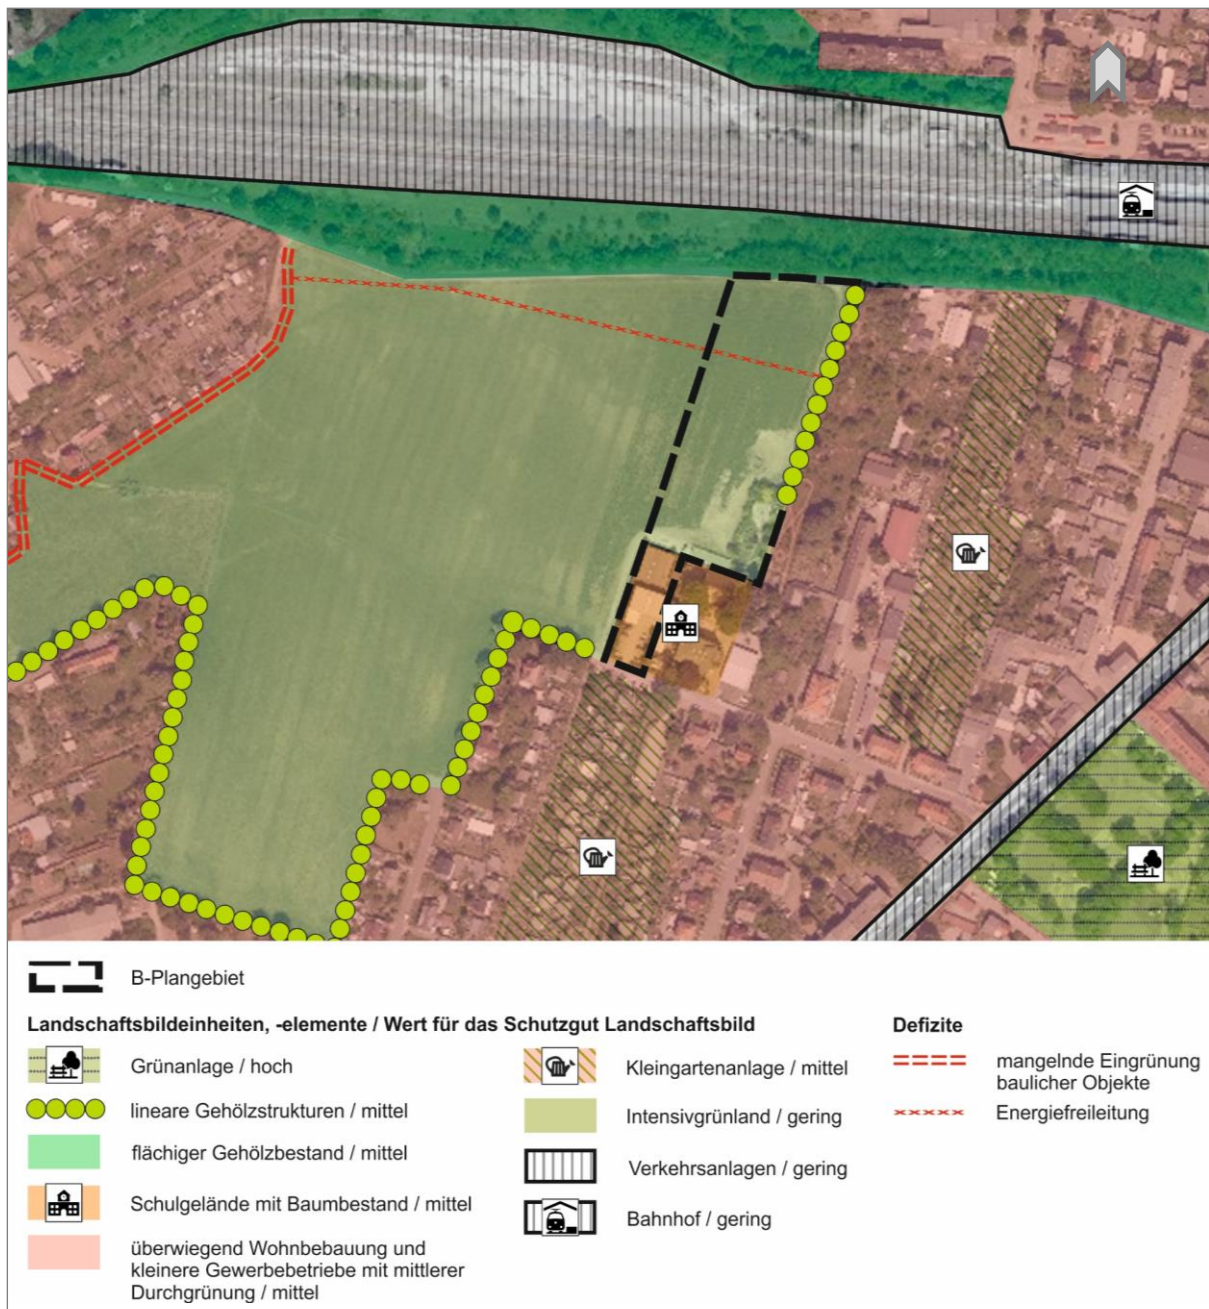 B-Plangebiet
Landschaftsbildeinheiten, -elemente / Wert für das Schutzgut Landschaftsbild
Grünanlage / hoch
lineare Gehölzstrukturen / mittel
flächiger Gehölzbestand / mittel
Schulgelände mit Baumbestand / mittel
überwiegend Wohnbebauung und
kleinere Gewerbebetriebe mit mittlerer
Durchgrünung / mittel
Kleingartenanlage / mittel
Intensivgrünland / gering
Verkehrsanlagen / gering
Bahnhof / gering
Defizite
mangelnde Eingrünung
baulicher Objekte
Energiefreileitung